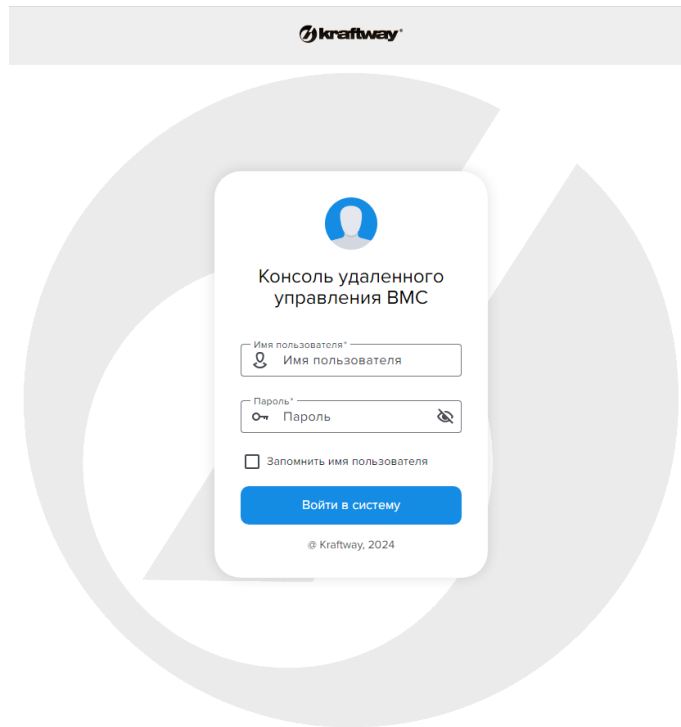 kraftway
Консоль удаленного
управления BMC
Имя пользователя*
Имя пользователя
Пароль*
Пароль
Запомнить имя пользователя
Войти в систему
@ Kraftway, 2024